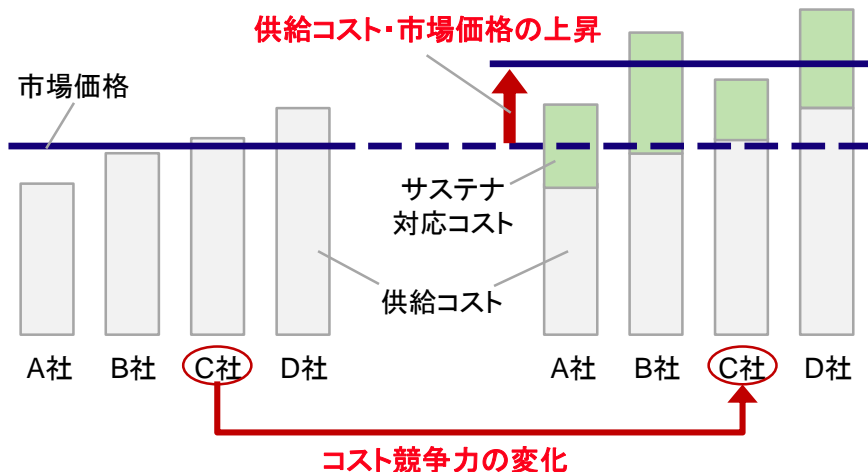 供給コスト・市場価格の上昇
市場価格
サステナ
対応コスト
供給コスト
A社 B社 C社 D社 A社 B社 C社 D社
コスト競争力の変化